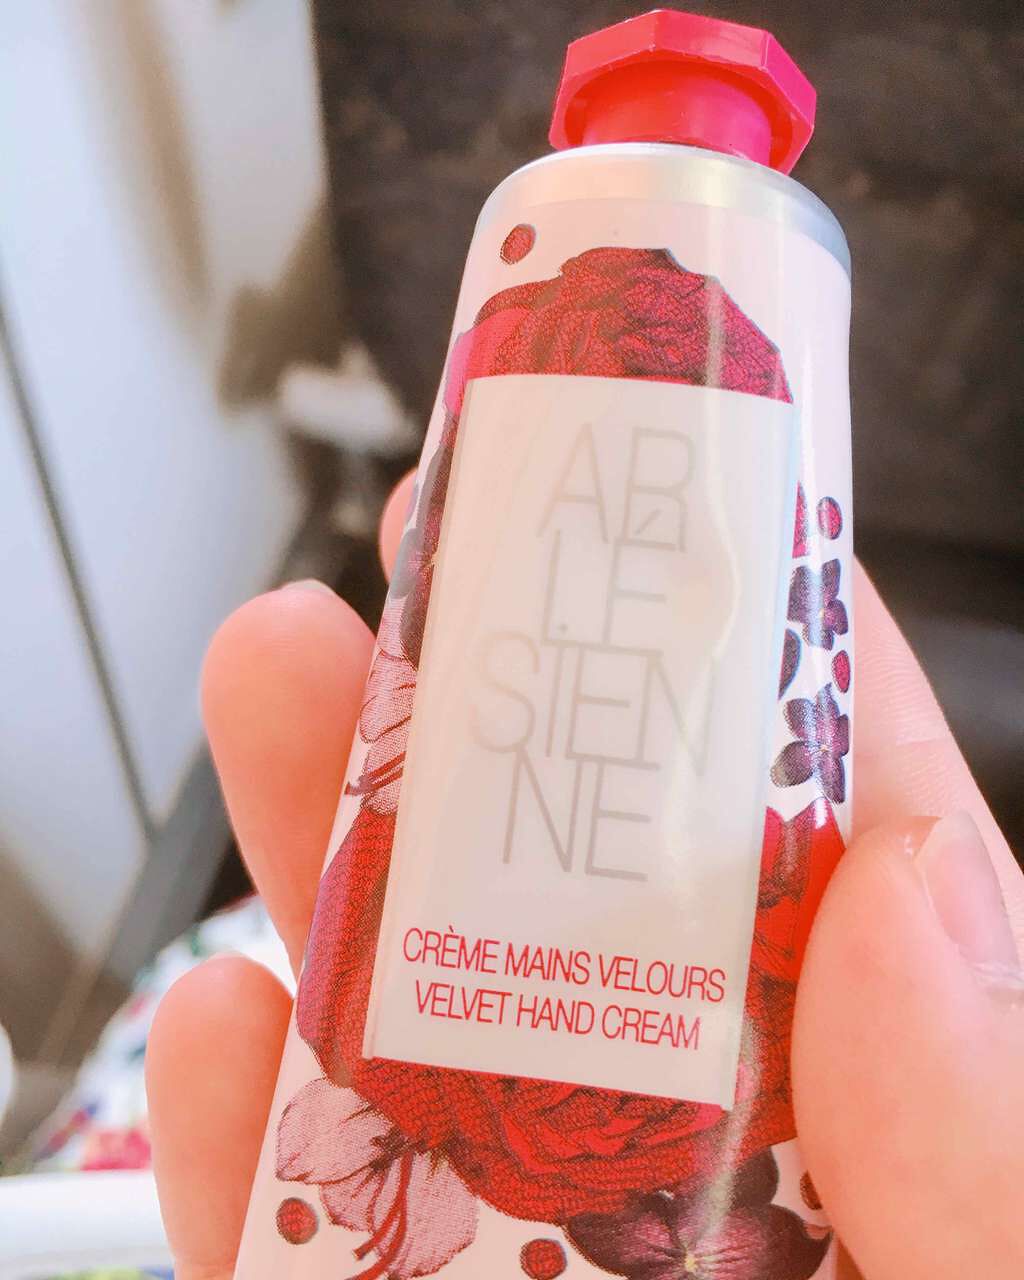 AR
LÉ
SIEN
NE
CRÈME MAINS VELOURS
VELVET HAND CREAM